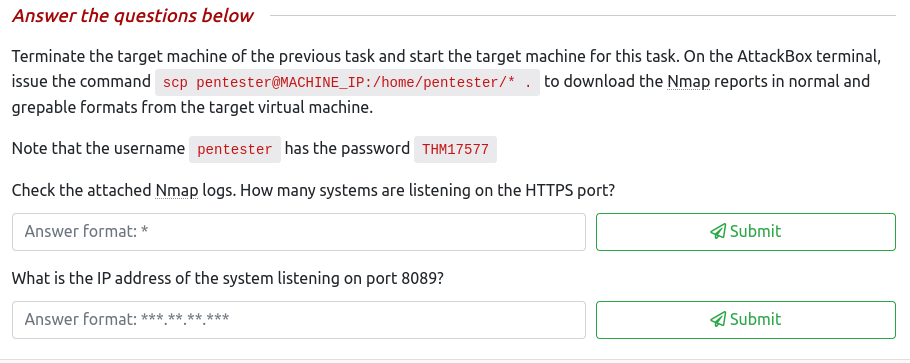 Answer the questions below
Terminate the target machine of the previous task and start the target machine for this task. On the AttackBox terminal,
issue the command scp pentester@MACHINE_IP:/home/pentester/* . to download the Nmap reports in normal and
grepable formats from the target virtual machine.
Note that the username pentester has the password THM17577
Check the attached Nmap logs. How many systems are listening on the HTTPS port?
Answer format: *
Submit
What is the IP address of the system listening on port 8089?
Answer format: ***.**.**.***
Submit